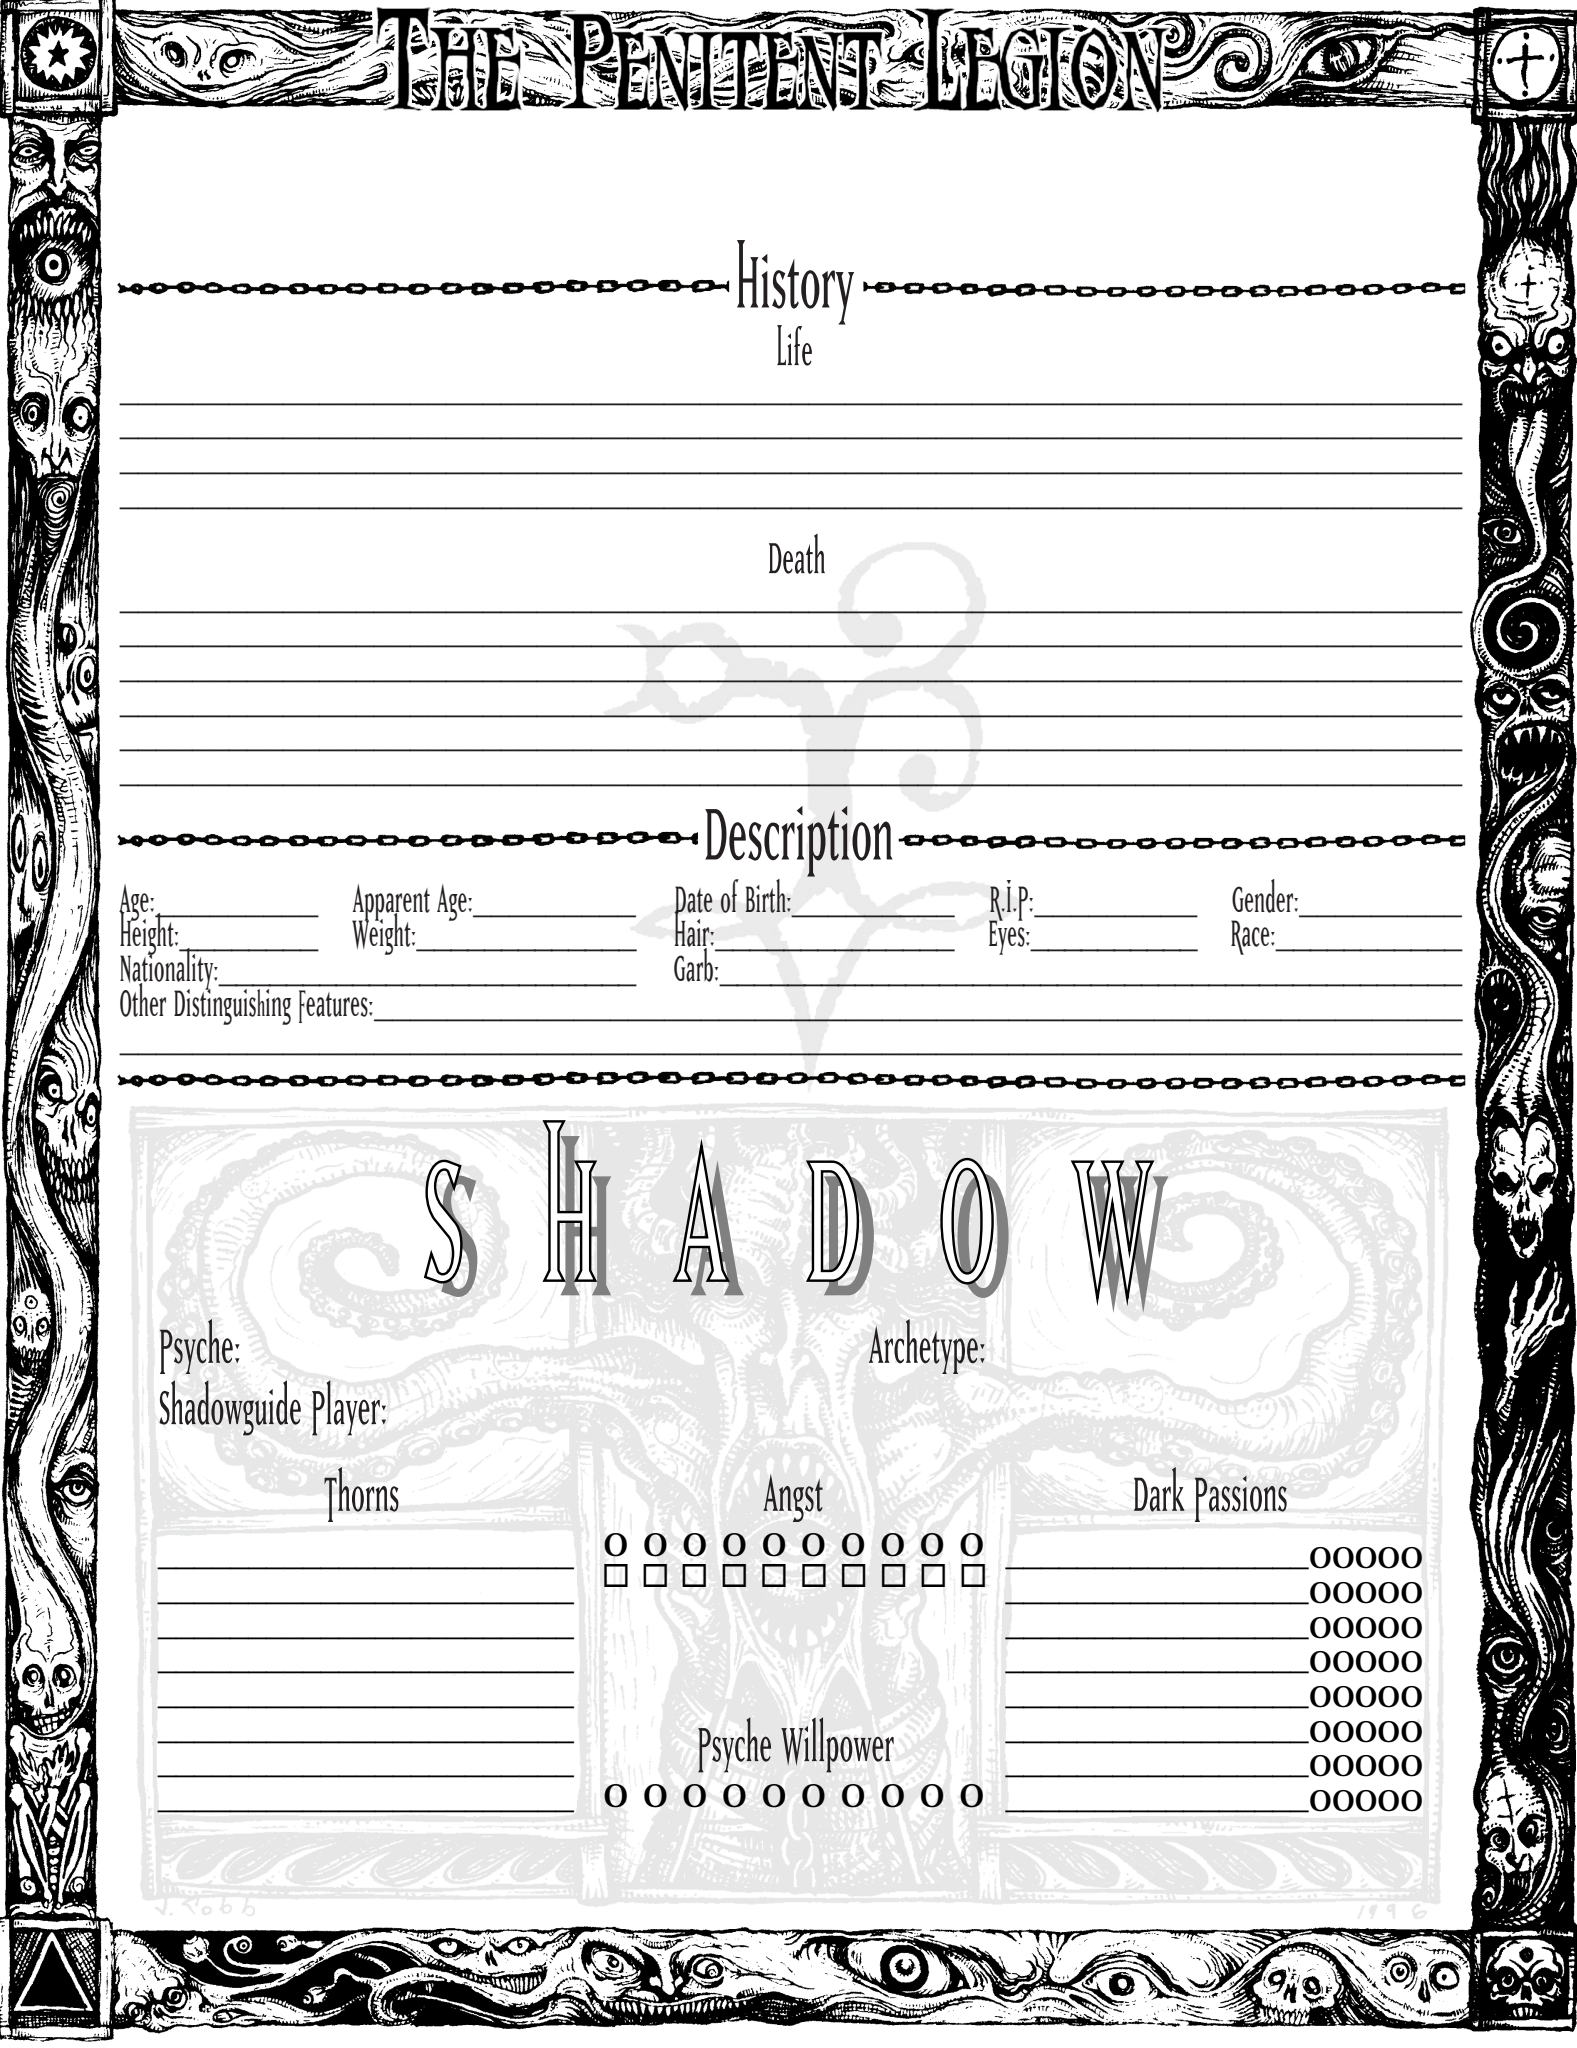 THE PENITENT LEGION
History
Life
Death
Description
Age: Apparent Age: Date of Birth: R.I.P: Gender:
Height: Weight: Hair: Eyes: Race:
Nationality: Garb:
Other Distinguishing Features:
SHADOW
Psyche: Archetype:
Shadowguide Player:
Thorns Angst Dark Passions
Psyche Willpower
1996